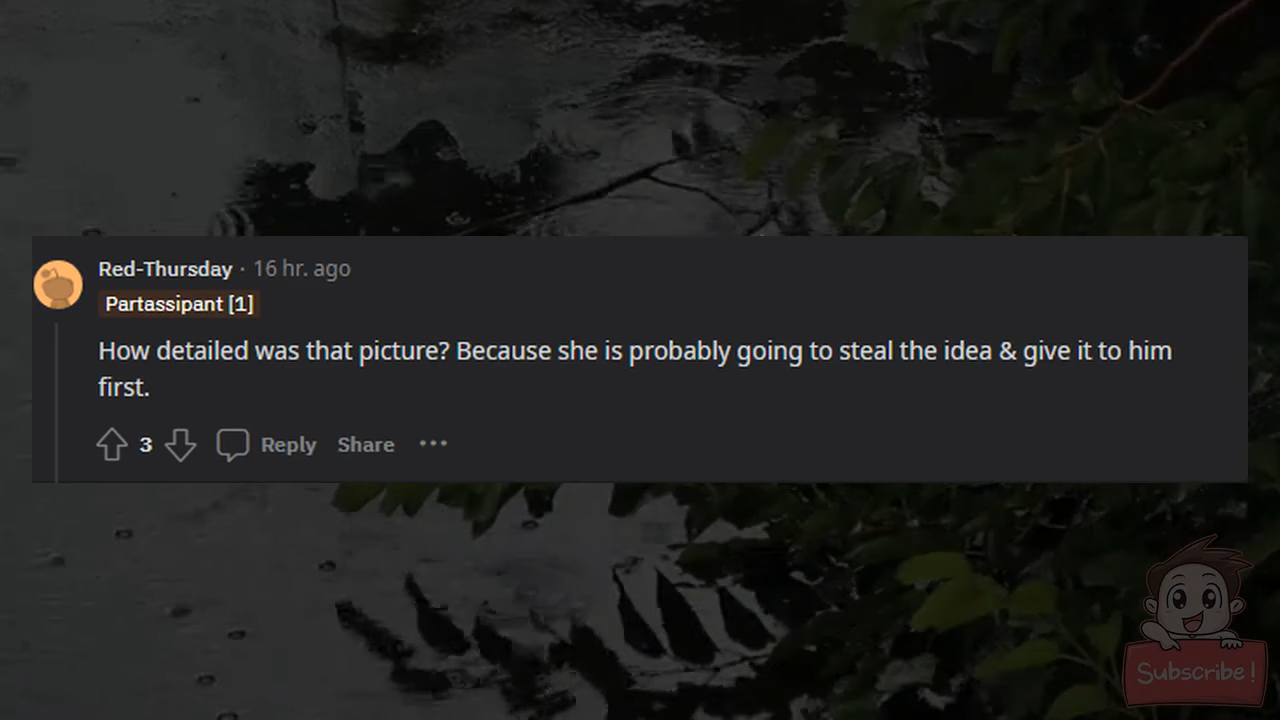 Red-Thursday · 16 hr. ago
Partassipant [1]
How detailed was that picture? Because she is probably going to steal the idea & give it to him
first.
3 Reply Share ···
Subscribe !